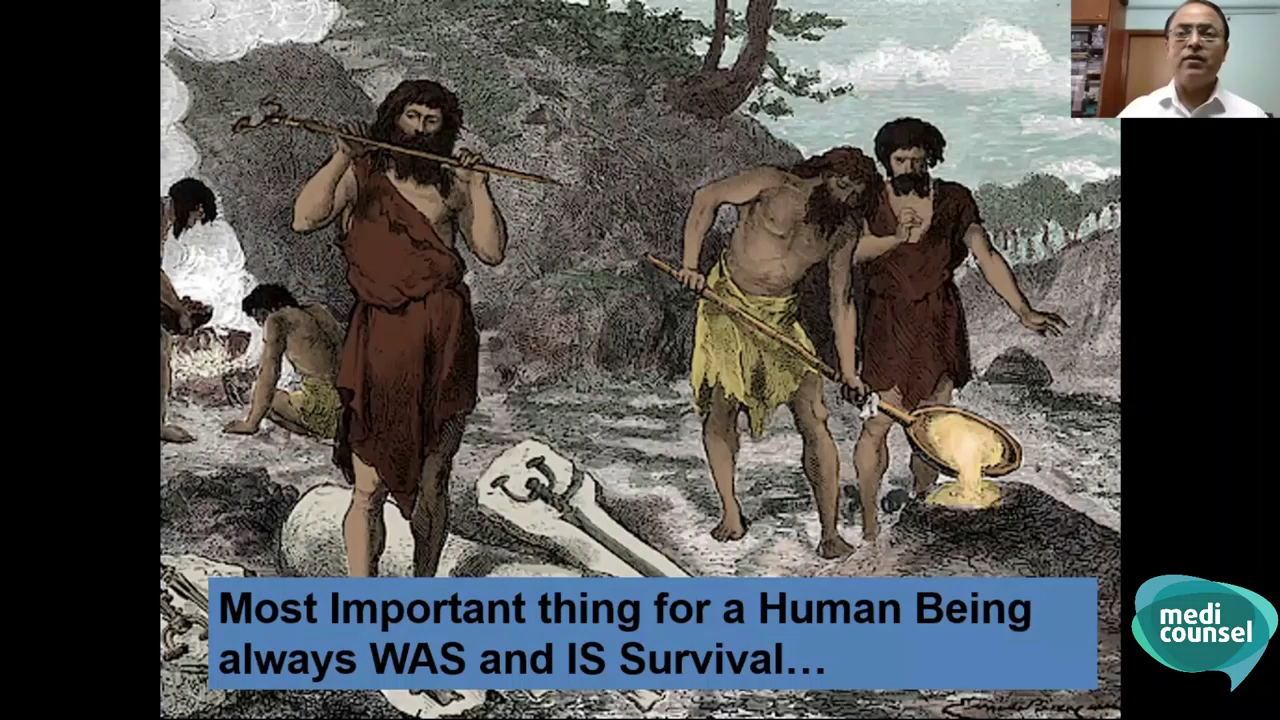 Most Important thing for a Human Being
always WAS and IS Survival…
medi
counsel